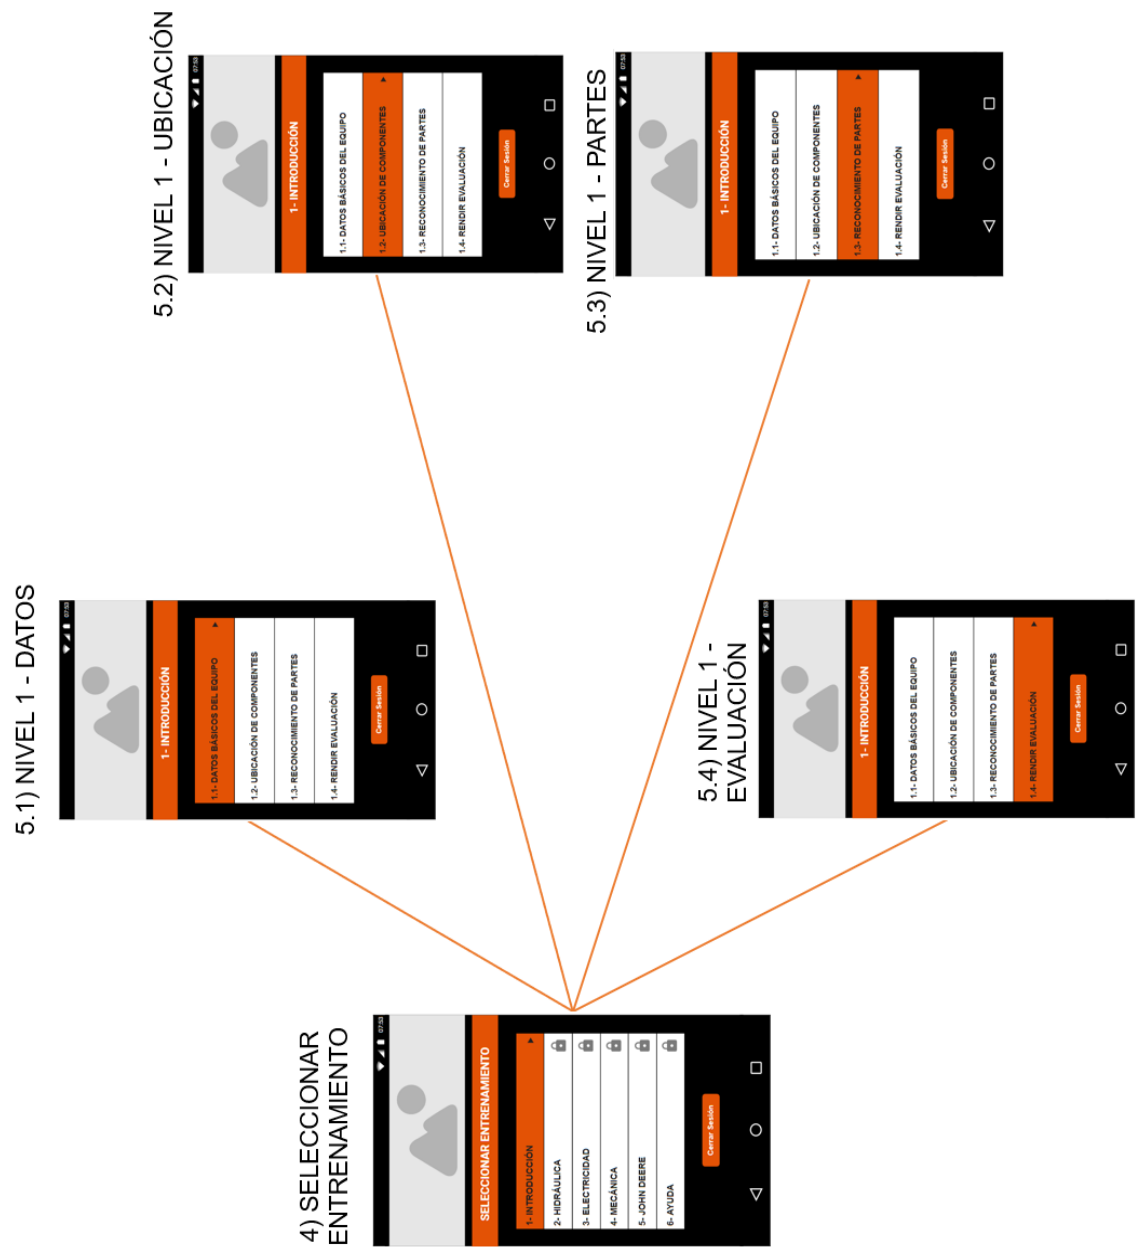 4) SELECCIONAR
ENTRENAMIENTO
07:53
SELECCIONAR ENTRENAMIENTO
1- INTRODUCCIÓN
2- HIDRÁULICA
3- ELECTRICIDAD
4- MECÁNICA
5- JOHN DEERE
6- AYUDA
Cerrar Sesión
5.1) NIVEL 1 - DATOS
07:53
1- INTRODUCCIÓN
1.1- DATOS BÁSICOS DEL EQUIPO
1.2- UBICACIÓN DE COMPONENTES
1.3- RECONOCIMIENTO DE PARTES
1.4- RENDIR EVALUACIÓN
Cerrar Sesión
5.2) NIVEL 1 - UBICACIÓN
07:53
1- INTRODUCCIÓN
1.1- DATOS BÁSICOS DEL EQUIPO
1.2- UBICACIÓN DE COMPONENTES
1.3- RECONOCIMIENTO DE PARTES
1.4- RENDIR EVALUACIÓN
Cerrar Sesión
5.3) NIVEL 1 - PARTES
07:53
1- INTRODUCCIÓN
1.1- DATOS BÁSICOS DEL EQUIPO
1.2- UBICACIÓN DE COMPONENTES
1.3- RECONOCIMIENTO DE PARTES
1.4- RENDIR EVALUACIÓN
Cerrar Sesión
5.4) NIVEL 1 -
EVALUACIÓN
07:53
1- INTRODUCCIÓN
1.1- DATOS BÁSICOS DEL EQUIPO
1.2- UBICACIÓN DE COMPONENTES
1.3- RECONOCIMIENTO DE PARTES
1.4- RENDIR EVALUACIÓN
Cerrar Sesión